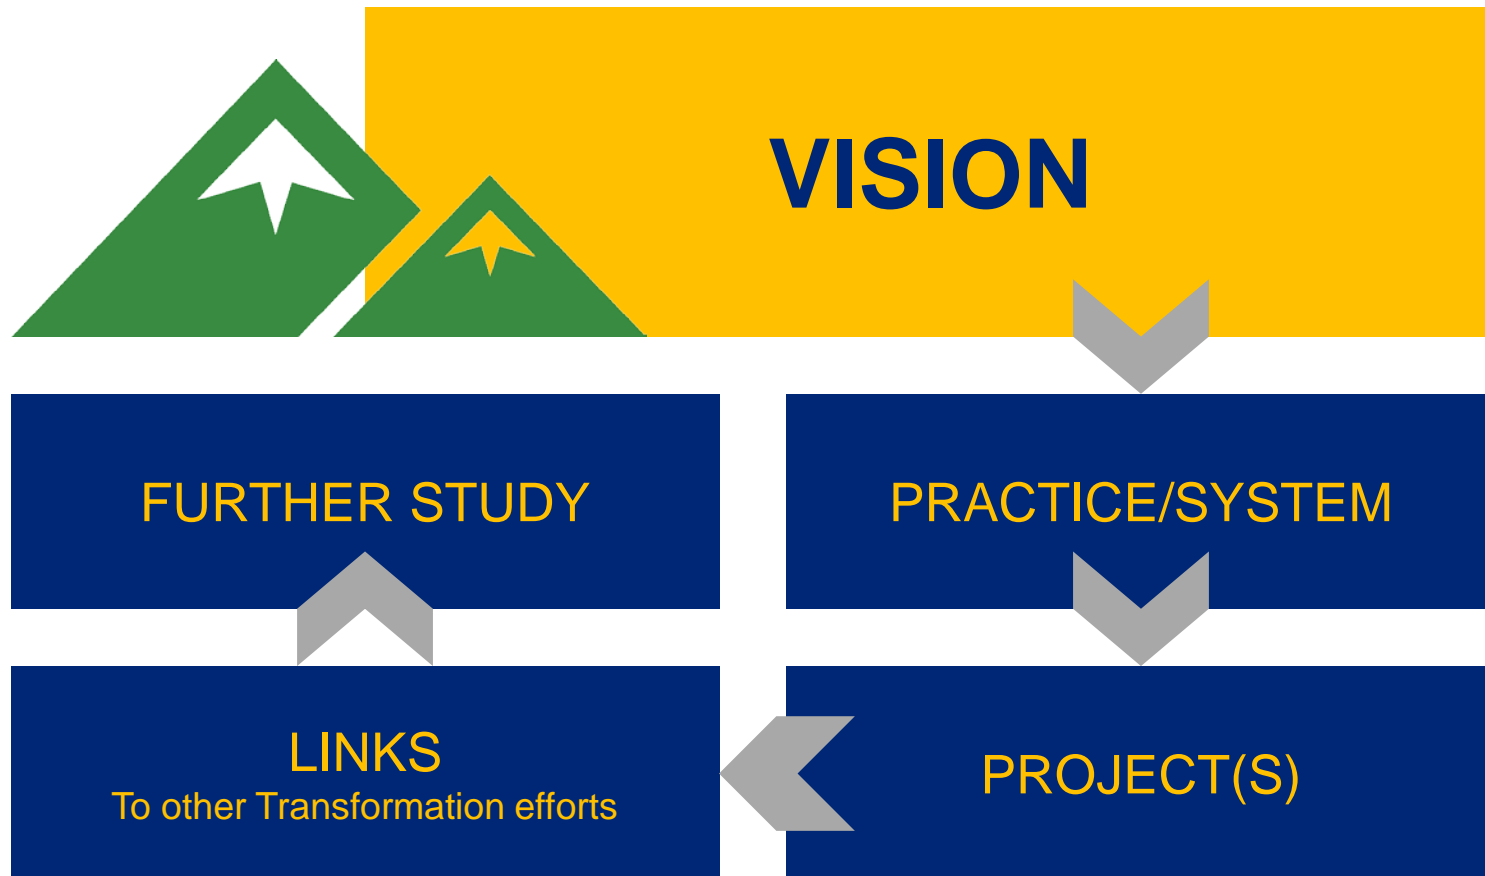 VISION
FURTHER STUDY
PRACTICE/SYSTEM
LINKS
To other Transformation efforts
PROJECT(S)